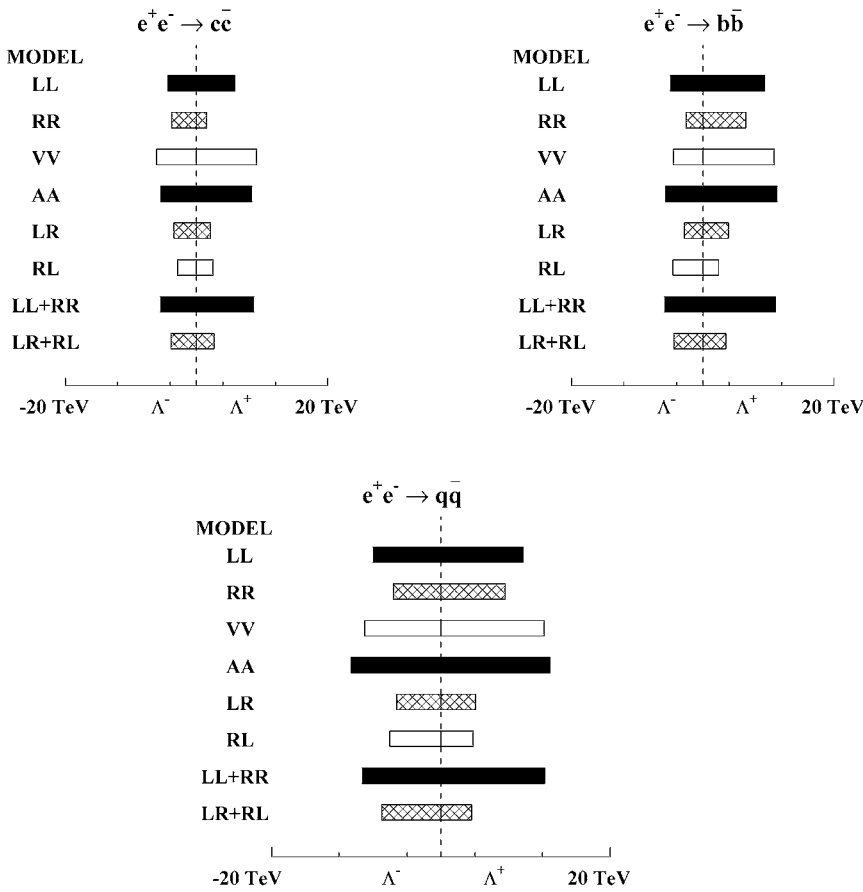 e⁺e⁻ → cc̄
MODEL
LL
RR
VV
AA
LR
RL
LL+RR
LR+RL
-20 TeV Λ⁻ Λ⁺ 20 TeV
e⁺e⁻ → bb̄
MODEL
LL
RR
VV
AA
LR
RL
LL+RR
LR+RL
-20 TeV Λ⁻ Λ⁺ 20 TeV
e⁺e⁻ → qq̄
MODEL
LL
RR
VV
AA
LR
RL
LL+RR
LR+RL
-20 TeV Λ⁻ Λ⁺ 20 TeV